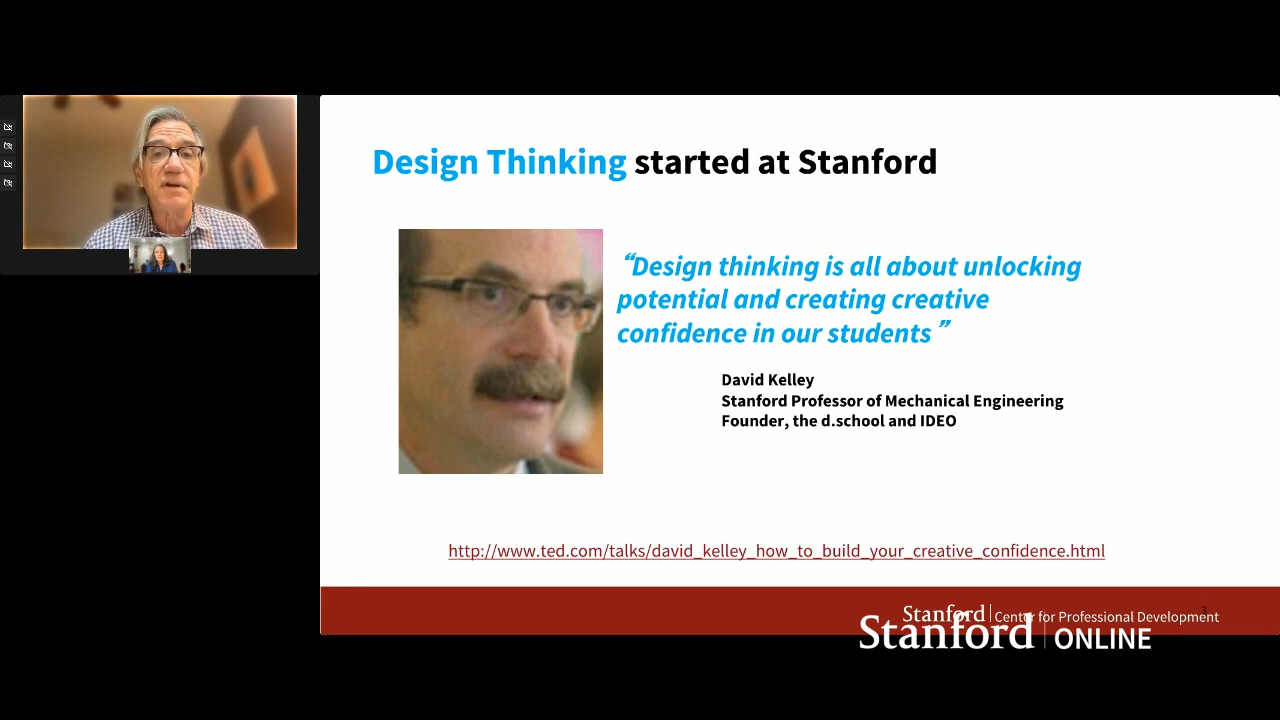 Design Thinking started at Stanford
“Design thinking is all about unlocking
potential and creating creative
confidence in our students”
David Kelley
Stanford Professor of Mechanical Engineering
Founder, the d.school and IDEO
http://www.ted.com/talks/david_kelley_how_to_build_your_creative_confidence.html
3
Stanford Center for Professional Development
Stanford ONLINE